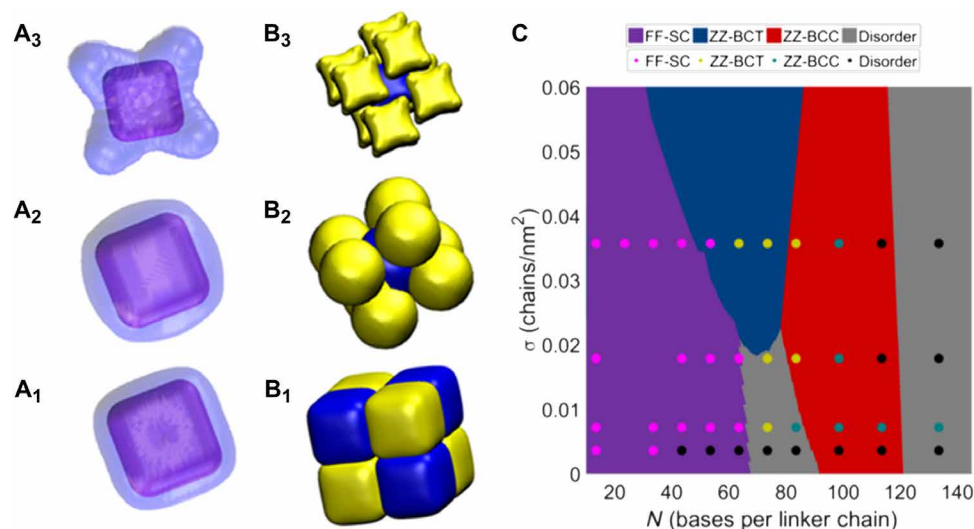 A3
B3
C
FF-SC ZZ-BCT ZZ-BCC Disorder
FF-SC ZZ-BCT ZZ-BCC Disorder
A2
B2
A1
B1
σ (chains/nm²)
0.06
0.05
0.04
0.03
0.02
0.01
0
20 40 60 80 100 120 140
N (bases per linker chain)